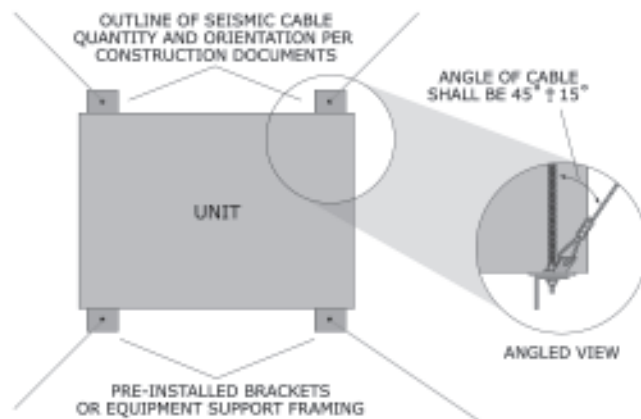 OUTLINE OF SEISMIC CABLE
QUANTITY AND ORIENTATION PER
CONSTRUCTION DOCUMENTS
ANGLE OF CABLE
SHALL BE 45° † 15°
UNIT
ANGLED VIEW
PRE-INSTALLED BRACKETS
OR EQUIPMENT SUPPORT FRAMING